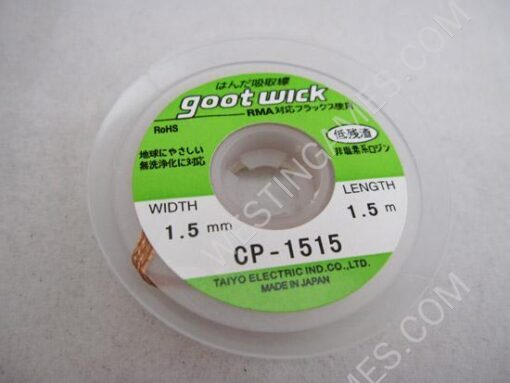 はんだ吸取線
goot wick
RMA対応フラックス使用
RoHS
低残渣
地球にやさしい
無洗浄化に対応
非塩素系ロジン
WIDTH
1.5 mm
LENGTH
1.5 m
CP-1515
TAIYO ELECTRIC IND.CO.,LTD.
MADE IN JAPAN
WESTINGAMES.COM